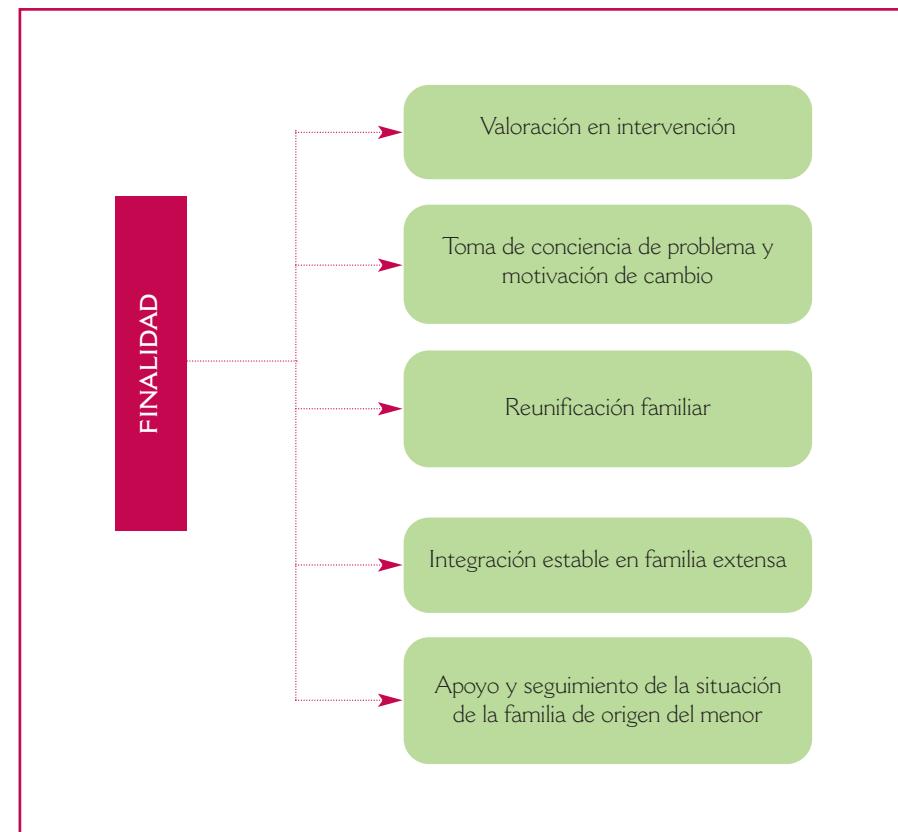 FINALIDAD
Valoración en intervención
Toma de conciencia de problema y
motivación de cambio
Reunificación familiar
Integración estable en familia extensa
Apoyo y seguimiento de la situación
de la familia de origen del menor